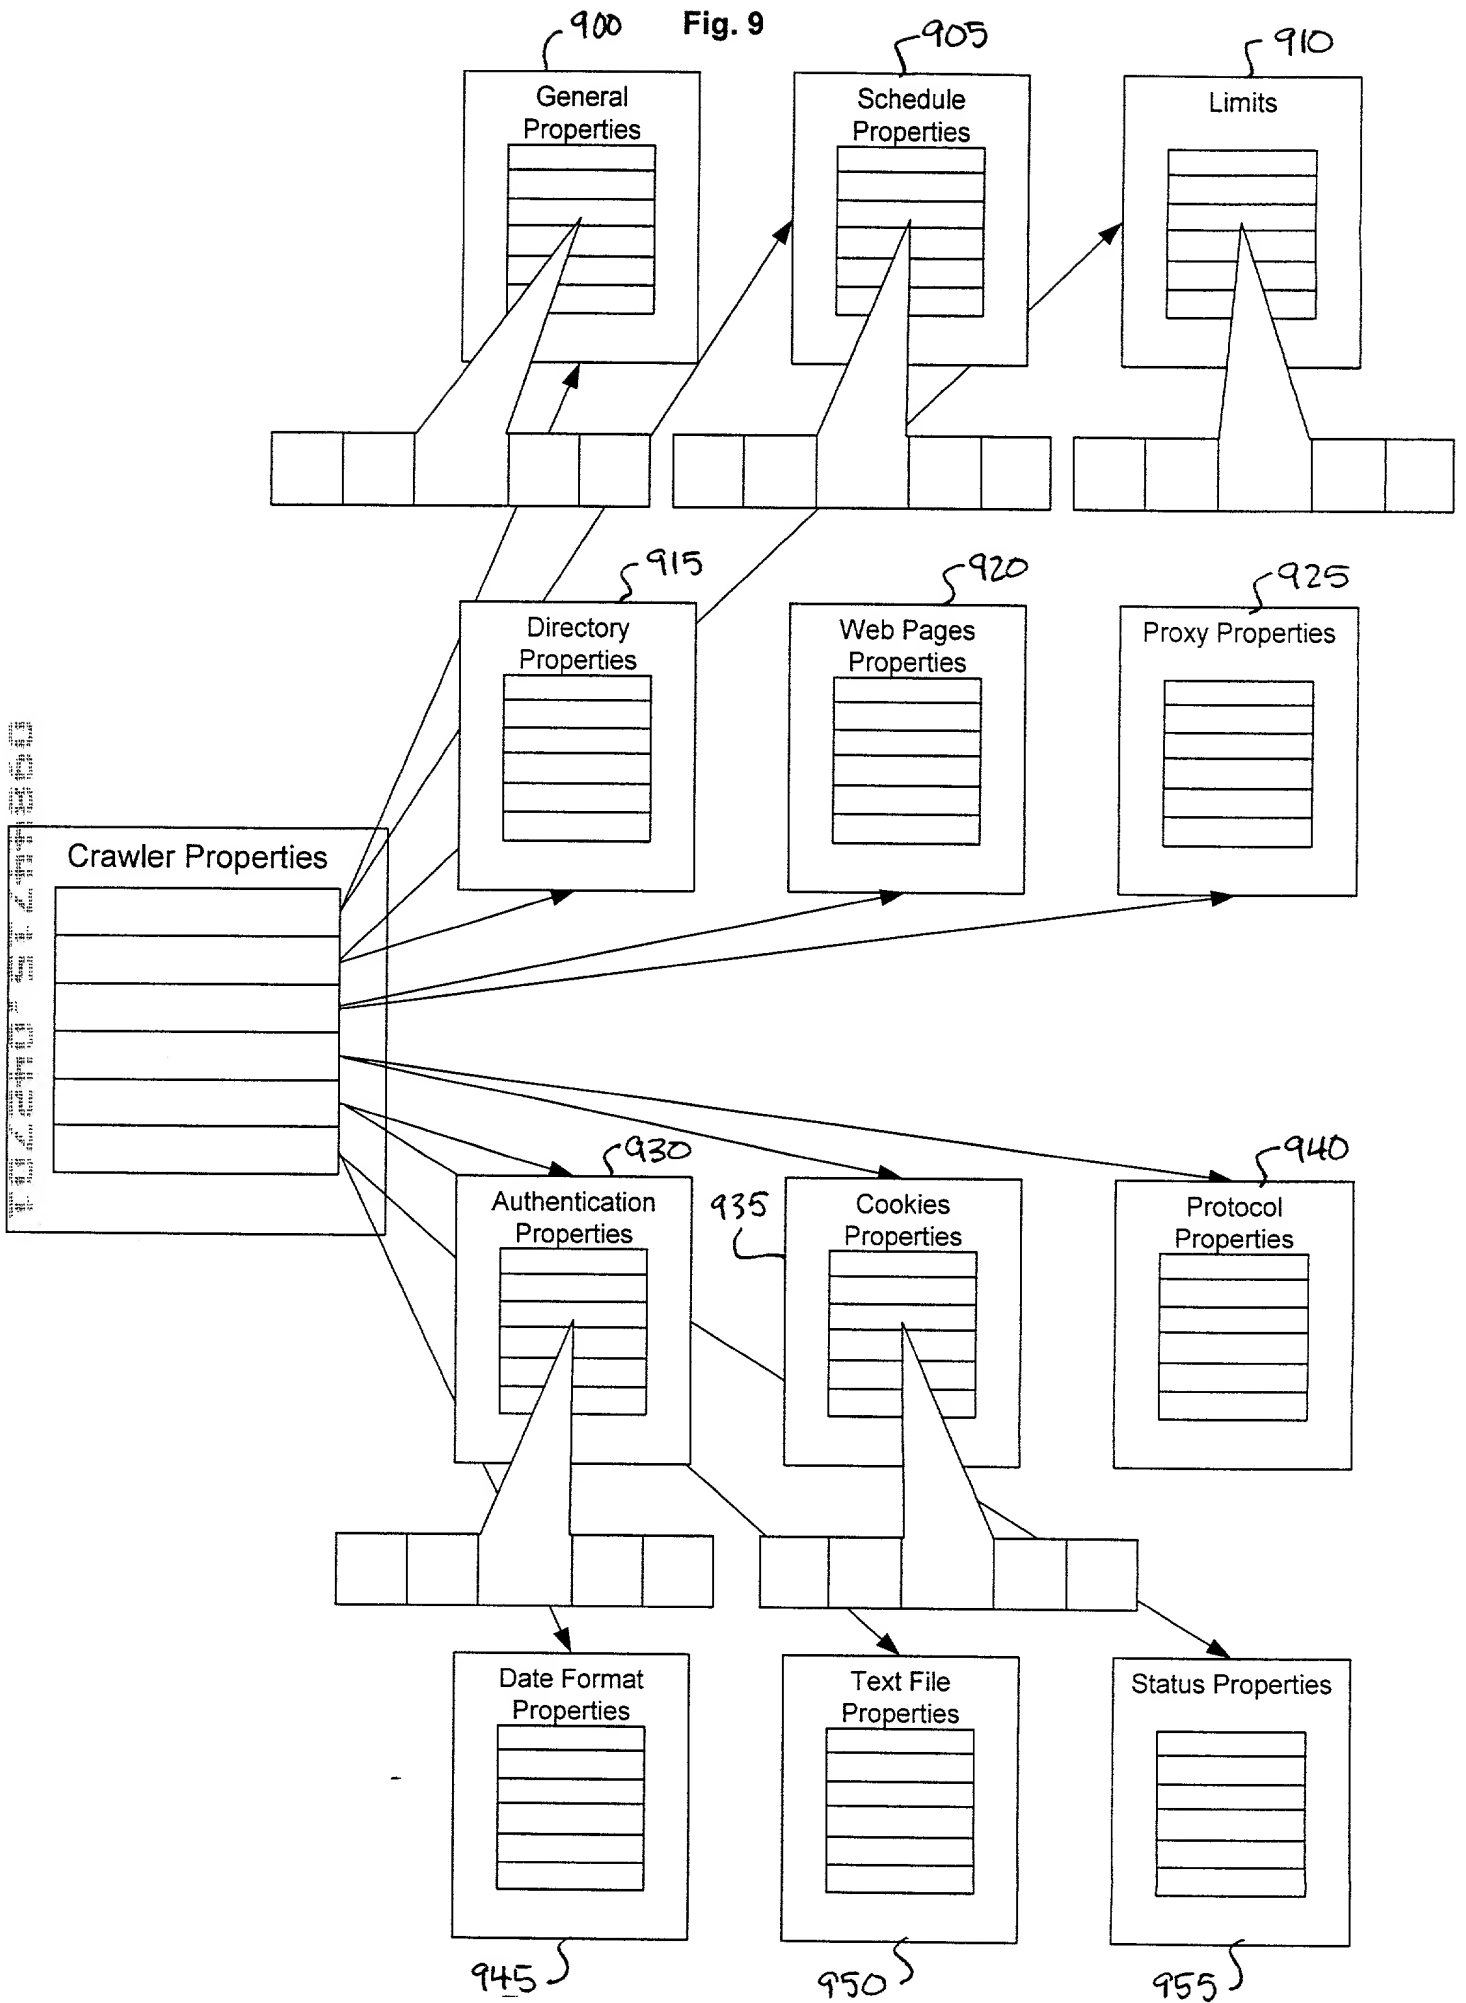 Fig. 9
900
905
910
General
Properties
Schedule
Properties
Limits
915
920
925
Directory
Properties
Web Pages
Properties
Proxy Properties
Crawler Properties
930
935
940
Authentication
Properties
Cookies
Properties
Protocol
Properties
Date Format
Properties
Text File
Properties
Status Properties
945
950
955